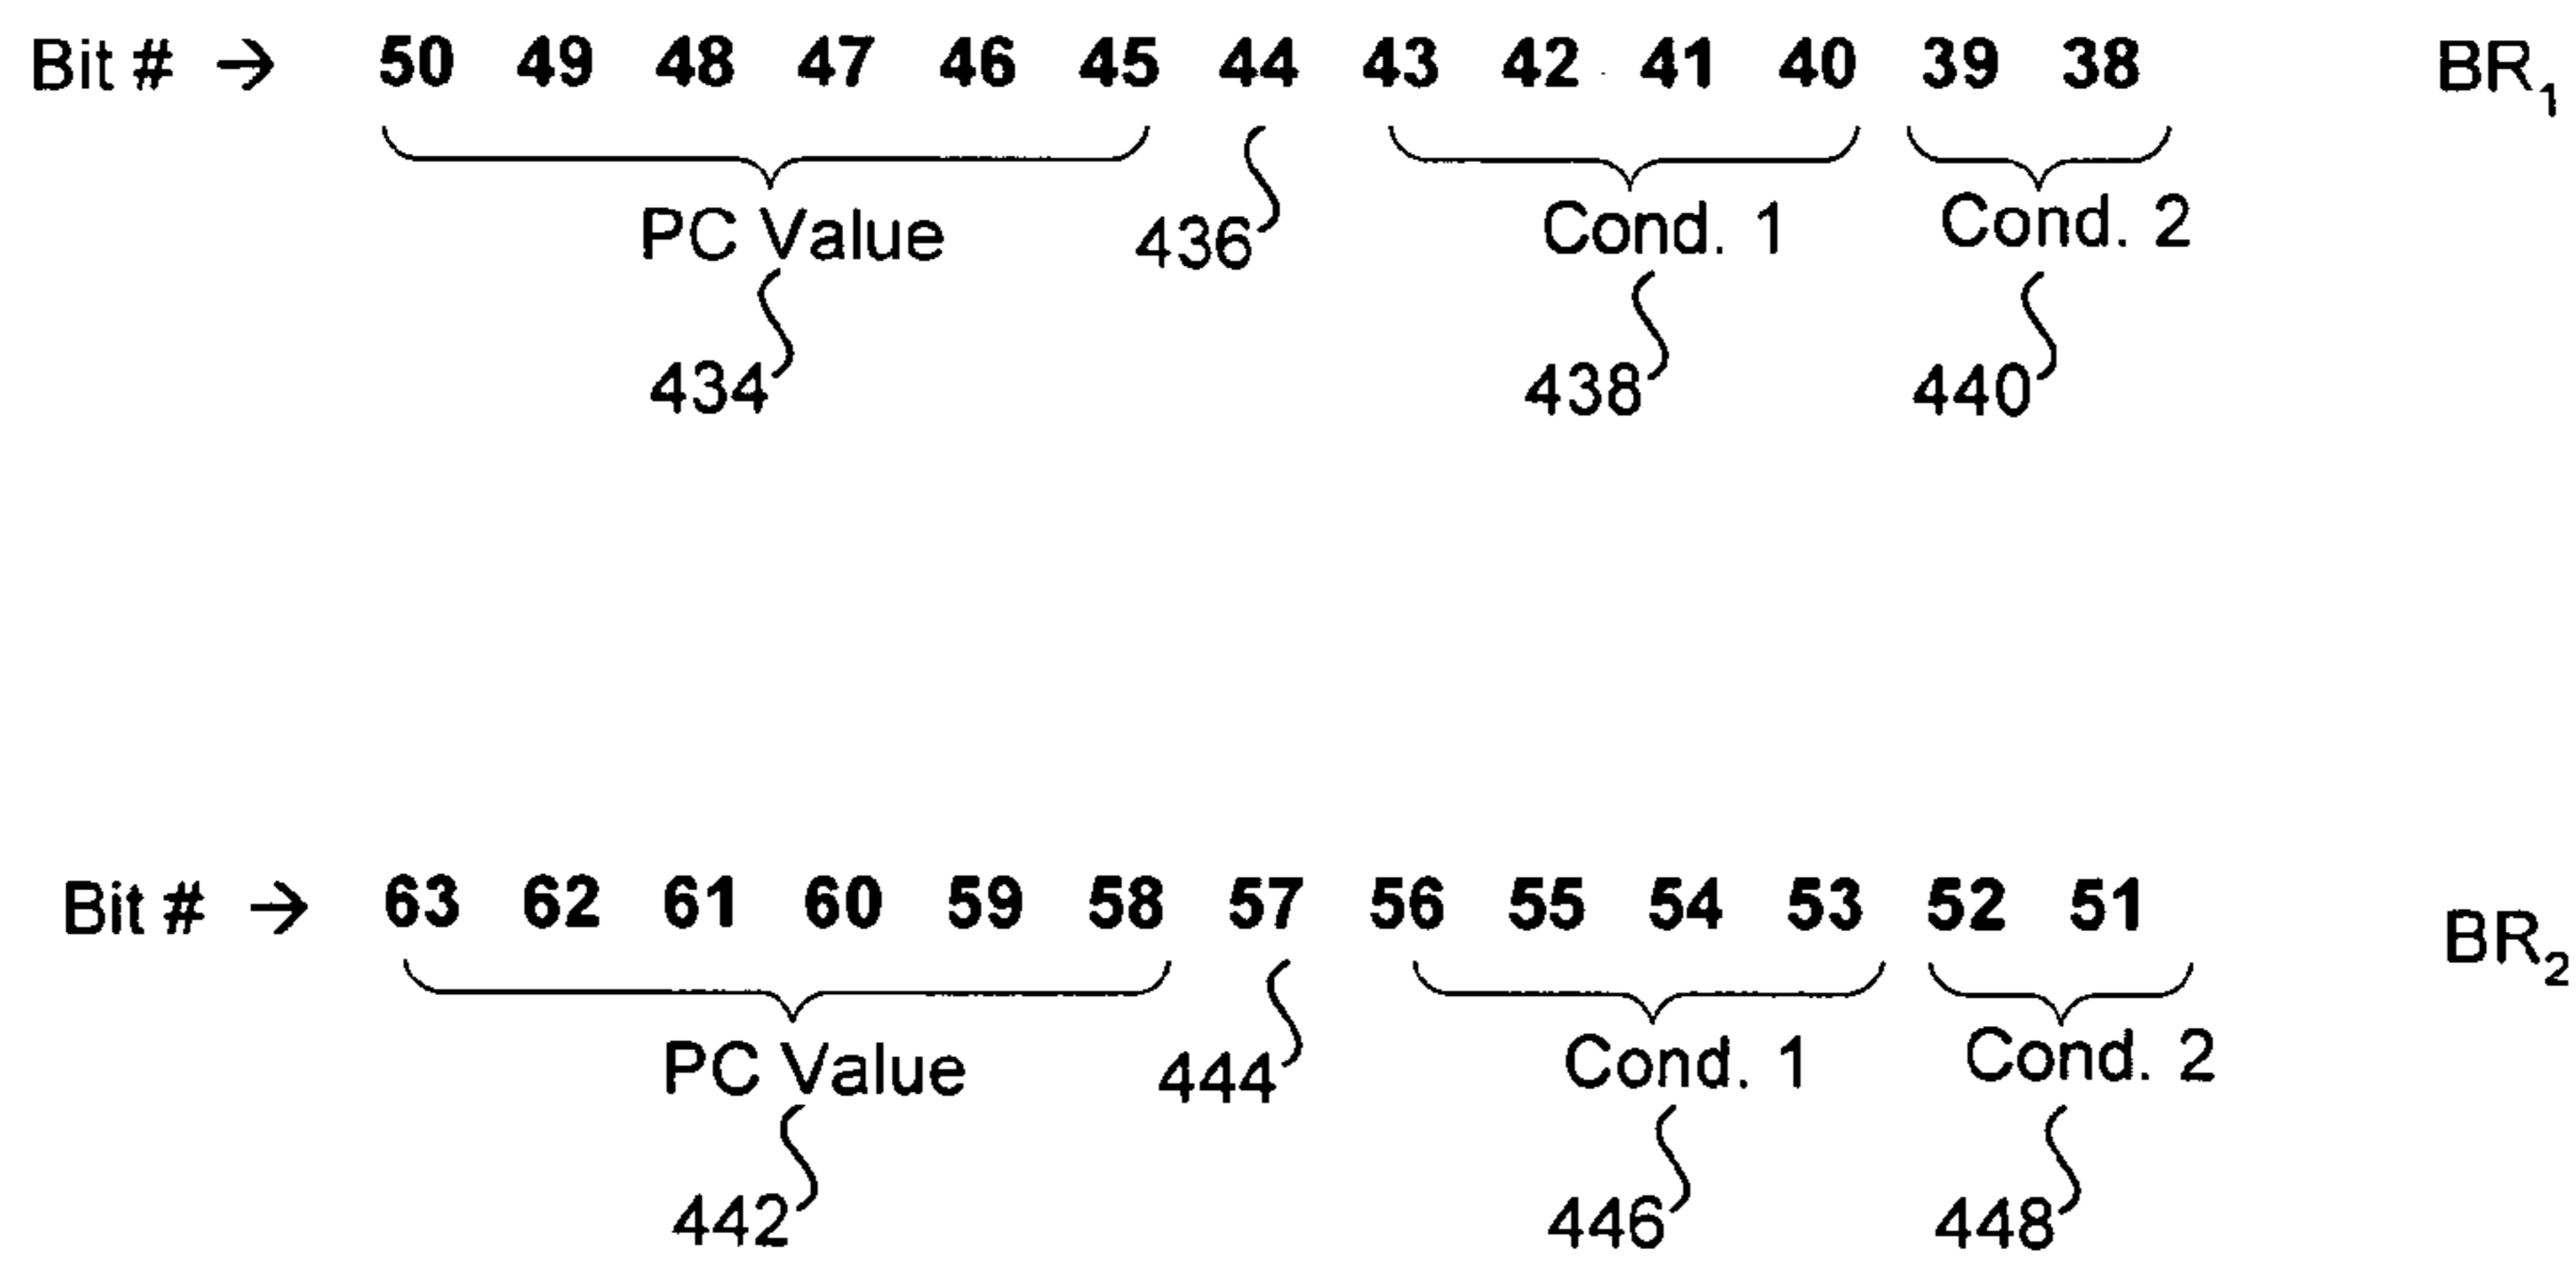 Bit # → 50 49 48 47 46 45 44 43 42 41 40 39 38 BR₁
PC Value 436 Cond. 1 Cond. 2
434 438 440
Bit # → 63 62 61 60 59 58 57 56 55 54 53 52 51 BR₂
PC Value 444 Cond. 1 Cond. 2
442 446 448